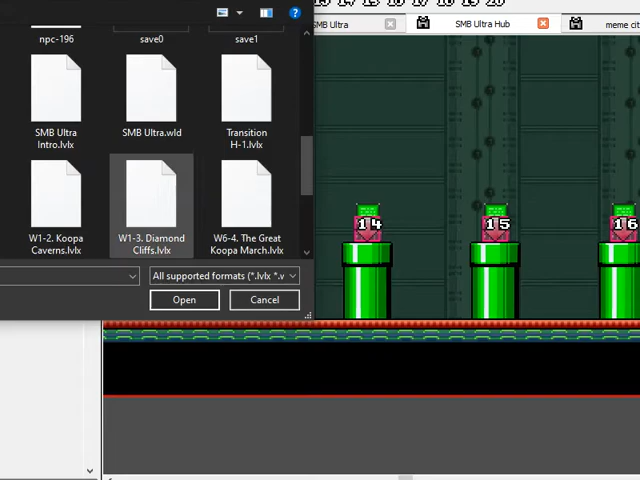 SMB Ultra
SMB Ultra Hub
meme cit
npc-196
save0
save1
SMB Ultra
Intro.lvlx
SMB Ultra.wld
Transition
H-1.lvlx
W1-2. Koopa
Caverns.lvlx
W1-3. Diamond
Cliffs.lvlx
W6-4. The Great
Koopa March.lvlx
All supported formats (*.lvlx *.v
Open
Cancel
14
15
16